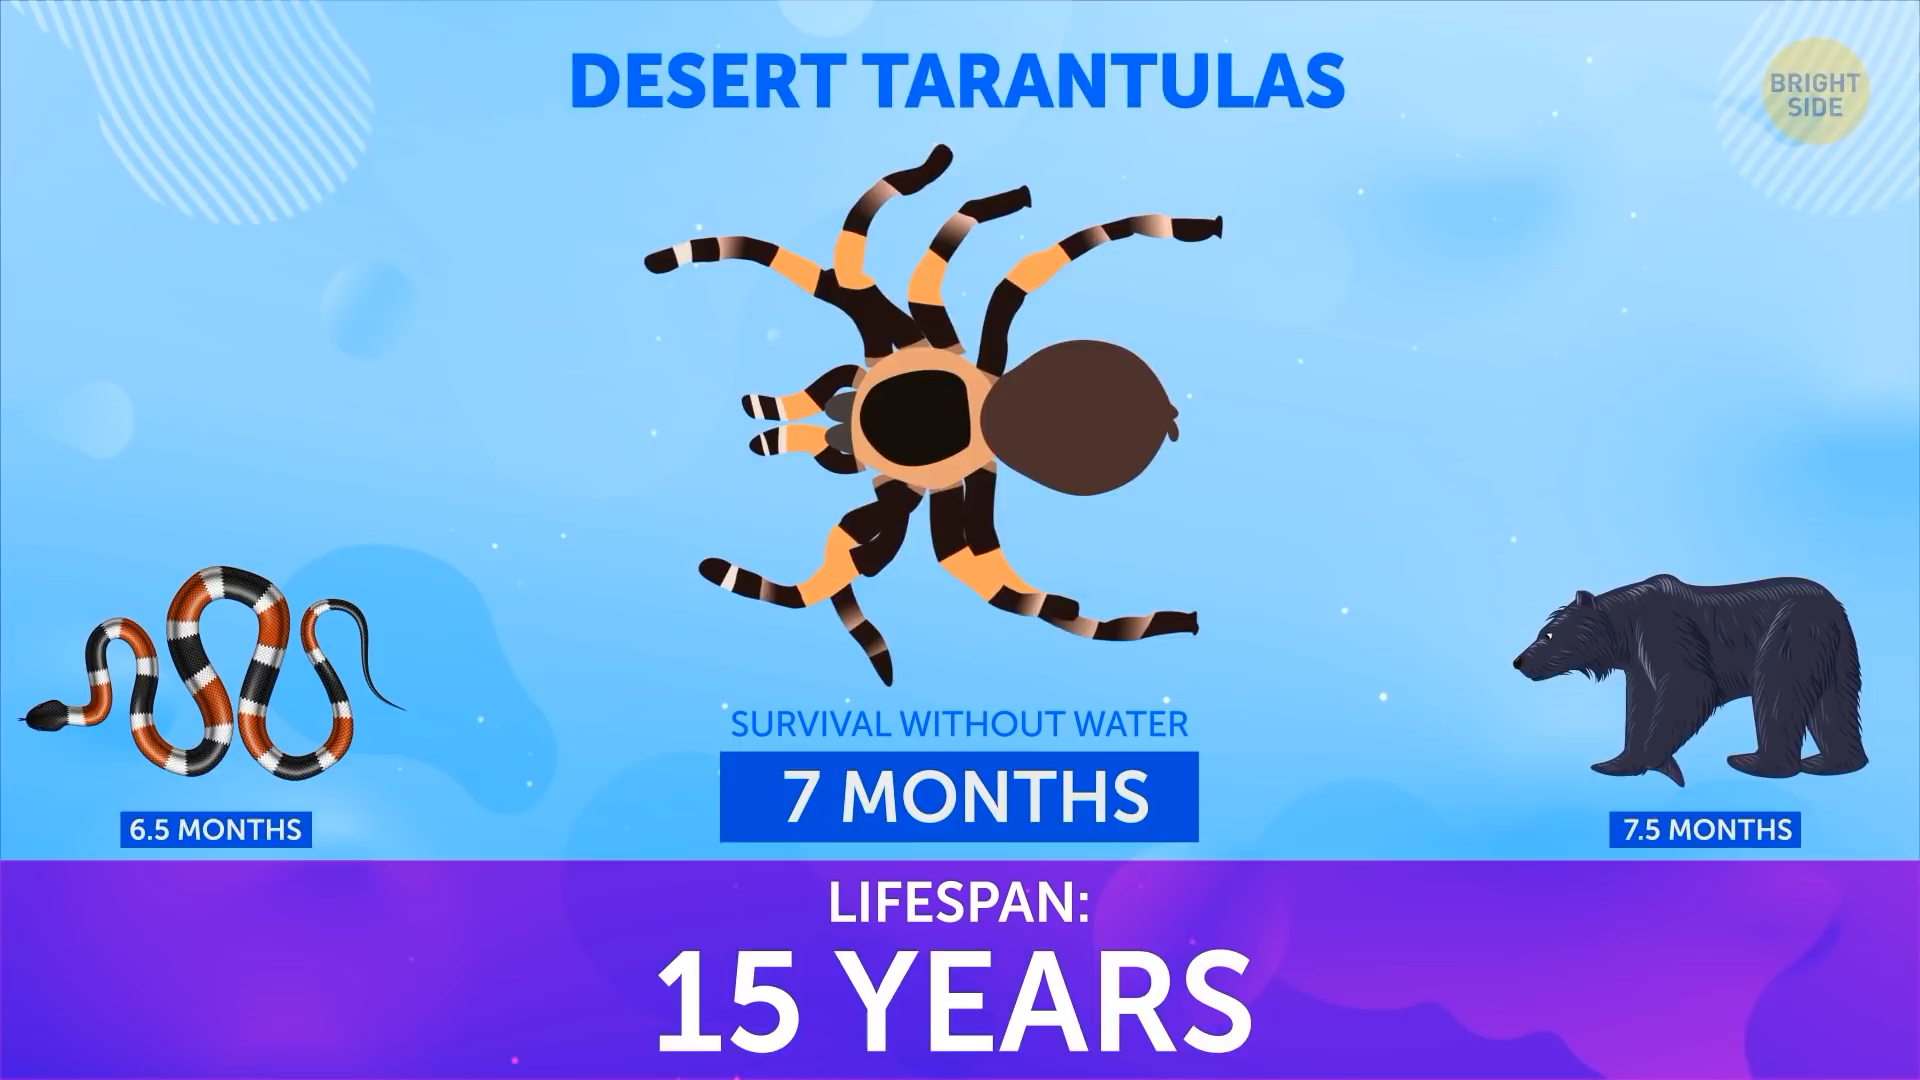 DESERT TARANTULAS
BRIGHT
SIDE
SURVIVAL WITHOUT WATER
7 MONTHS
6.5 MONTHS
7.5 MONTHS
LIFESPAN:
15 YEARS